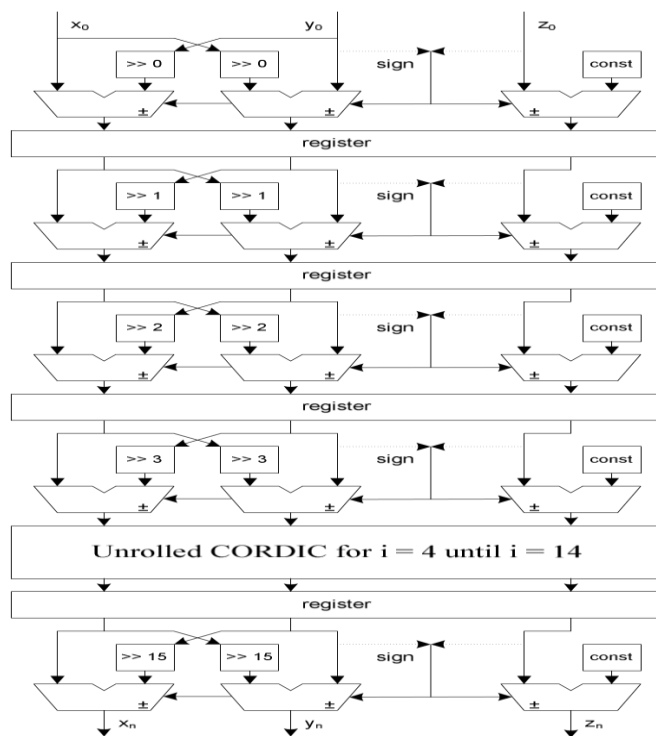 x0 y0 z0
>> 0 >> 0 sign const
± ± ±
register
>> 1 >> 1 sign const
± ± ±
register
>> 2 >> 2 sign const
± ± ±
register
>> 3 >> 3 sign const
± ± ±
Unrolled CORDIC for i = 4 until i = 14
register
>> 15 >> 15 sign const
± ± ±
xn yn zn